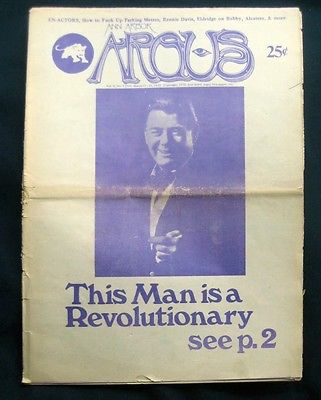 EN-ACTORS, How to Fuck Up Parking Meters, Rennie Davis, Eldridge on Bobby, Alcatraz, & more
ANN ARBOR
ARGUS
25¢
This Man is a
Revolutionary
see p. 2